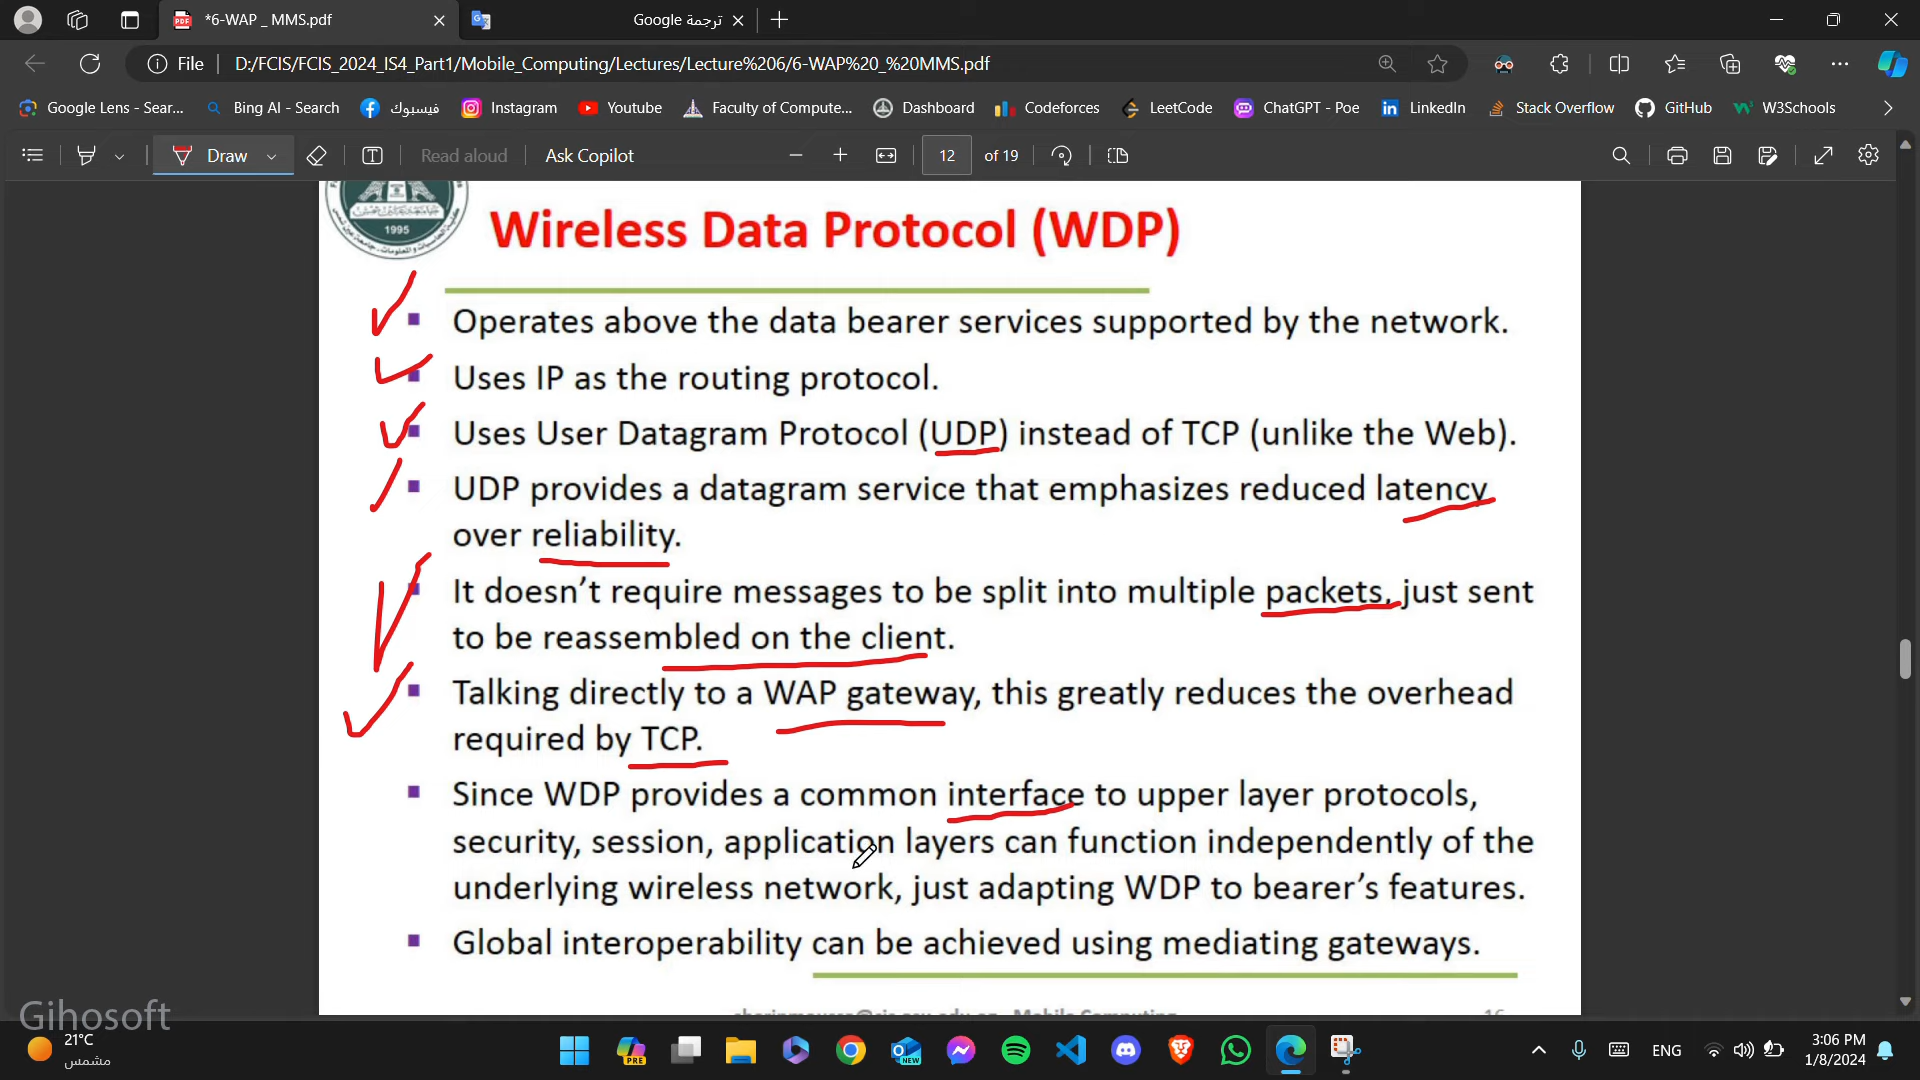 *6-WAP _ MMS.pdf
ترجمة Google
File
D:/FCIS/FCIS_2024_IS4_Part1/Mobile_Computing/Lectures/Lecture%206/6-WAP%20_%20MMS.pdf
Google Lens - Sear...
Bing AI - Search
فيسبوك
Instagram
Youtube
Faculty of Compute...
Dashboard
Codeforces
LeetCode
ChatGPT - Poe
LinkedIn
Stack Overflow
GitHub
W3Schools
Draw
Read aloud
Ask Copilot
12 of 19
1995
Wireless Data Protocol (WDP)
Operates above the data bearer services supported by the network.
Uses IP as the routing protocol.
Uses User Datagram Protocol (UDP) instead of TCP (unlike the Web).
UDP provides a datagram service that emphasizes reduced latency
over reliability.
It doesn't require messages to be split into multiple packets, just sent
to be reassembled on the client.
Talking directly to a WAP gateway, this greatly reduces the overhead
required by TCP.
Since WDP provides a common interface to upper layer protocols,
security, session, application layers can function independently of the
underlying wireless network, just adapting WDP to bearer's features.
Global interoperability can be achieved using mediating gateways.
Mobile Computing
16
Gihosoft
21°C
مشمس
PRE
NEW
ENG
3:06 PM
1/8/2024